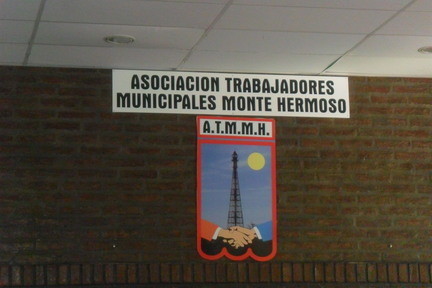 ASOCIACION TRABAJADORES
MUNICIPALES MONTE HERMOSO
A.T.M.M.H.